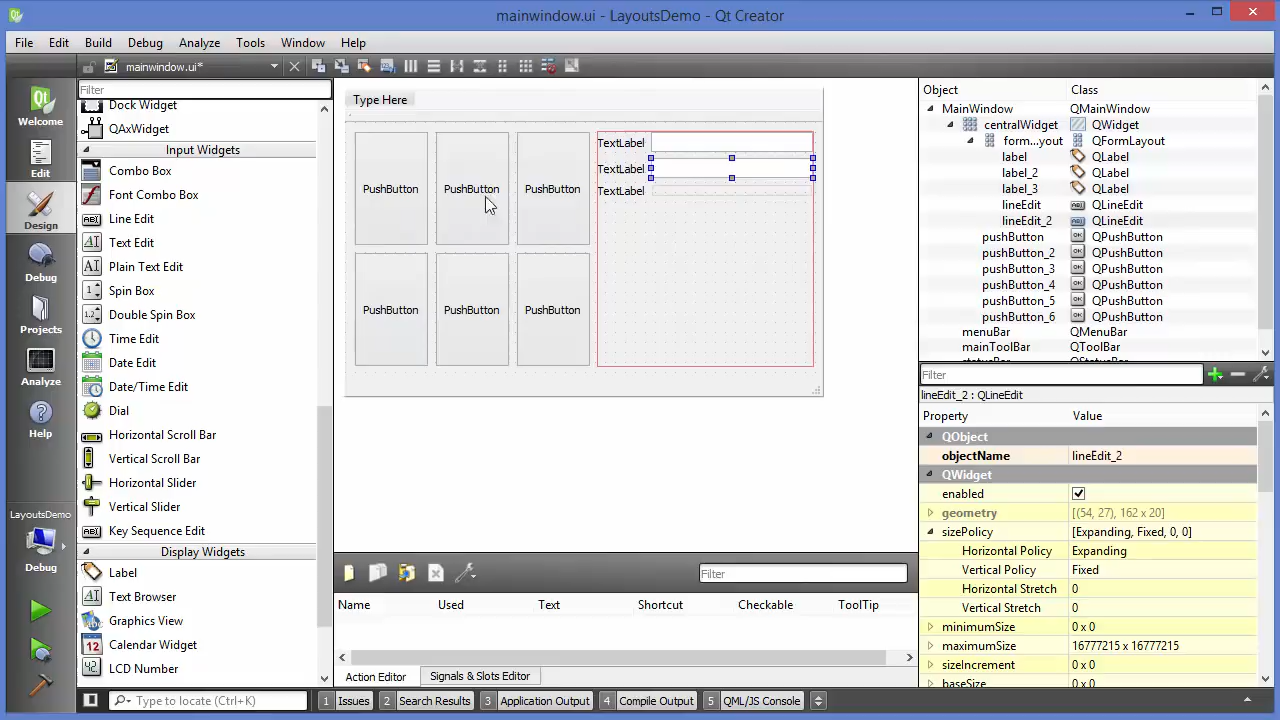 mainwindow.ui - LayoutsDemo - Qt Creator
File Edit Build Debug Analyze Tools Window Help
mainwindow.ui*
Filter
Type Here
Object Class
Welcome
Edit
Design
Debug
Projects
Analyze
Help
LayoutsDemo
Debug
Dock Widget
QAxWidget
Input Widgets
Combo Box
Font Combo Box
Line Edit
Text Edit
Plain Text Edit
Spin Box
Double Spin Box
Time Edit
Date Edit
Date/Time Edit
Dial
Horizontal Scroll Bar
Vertical Scroll Bar
Horizontal Slider
Vertical Slider
Key Sequence Edit
Display Widgets
Label
Text Browser
Graphics View
Calendar Widget
LCD Number
PushButton PushButton PushButton
PushButton PushButton PushButton
TextLabel
TextLabel
TextLabel
MainWindow QMainWindow
centralWidget QWidget
form...yout QFormLayout
label QLabel
label_2 QLabel
label_3 QLabel
lineEdit QLineEdit
lineEdit_2 QLineEdit
pushButton QPushButton
pushButton_2 QPushButton
pushButton_3 QPushButton
pushButton_4 QPushButton
pushButton_5 QPushButton
pushButton_6 QPushButton
menuBar QMenuBar
mainToolBar QToolBar
Filter
lineEdit_2 : QLineEdit
Property Value
QObject
objectName lineEdit_2
QWidget
enabled
geometry [(54, 27), 162 x 20]
sizePolicy [Expanding, Fixed, 0, 0]
Horizontal Policy Expanding
Vertical Policy Fixed
Horizontal Stretch 0
Vertical Stretch 0
minimumSize 0 x 0
maximumSize 16777215 x 16777215
sizeIncrement 0 x 0
baseSize 0 x 0
Filter
Name Used Text Shortcut Checkable ToolTip
Action Editor Signals & Slots Editor
Type to locate (Ctrl+K) 1 Issues 2 Search Results 3 Application Output 4 Compile Output 5 QML/JS Console